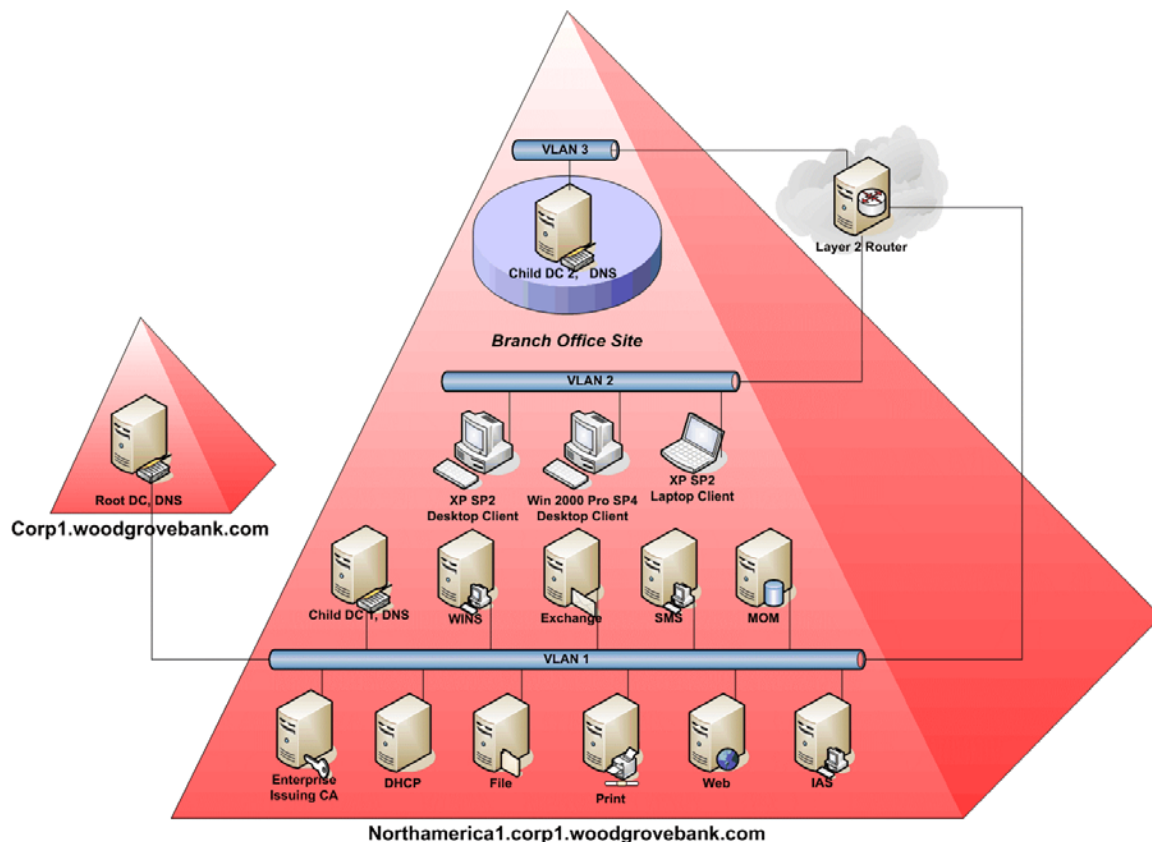 VLAN 3
Layer 2 Router
Child DC 2, DNS
Branch Office Site
VLAN 2
XP SP2
Desktop Client
Win 2000 Pro SP4
Desktop Client
XP SP2
Laptop Client
Root DC, DNS
Corp1.woodgrovebank.com
Child DC 1, DNS
WINS
Exchange
SMS
MOM
VLAN 1
Enterprise
Issuing CA
DHCP
File
Print
Web
IAS
Northamerica1.corp1.woodgrovebank.com